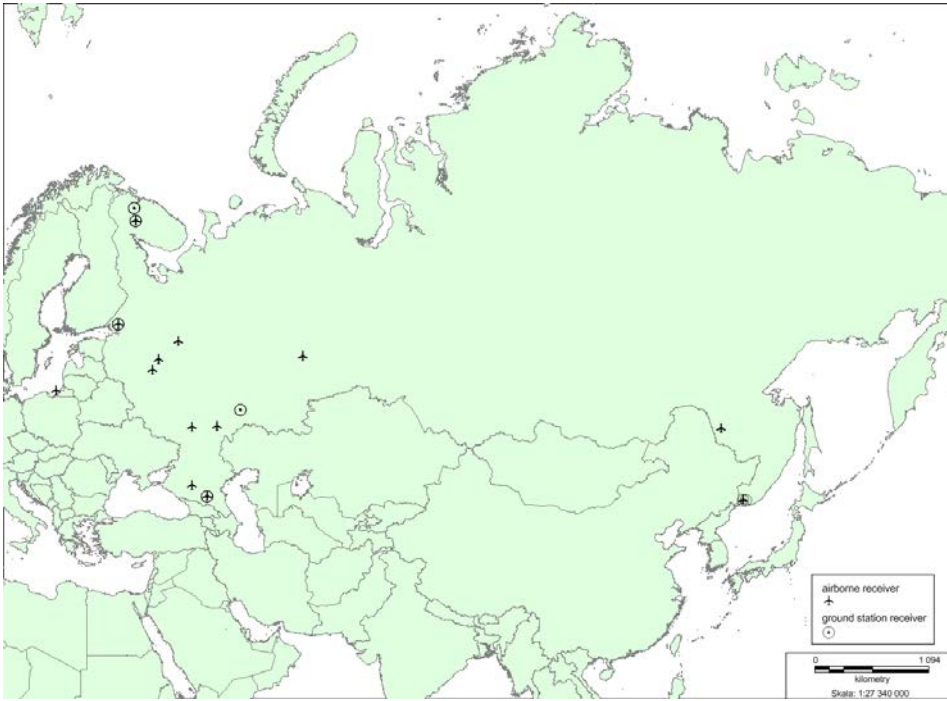 airborne receiver
ground station receiver
0 1 094
kilometry
Skala: 1:27 340 000